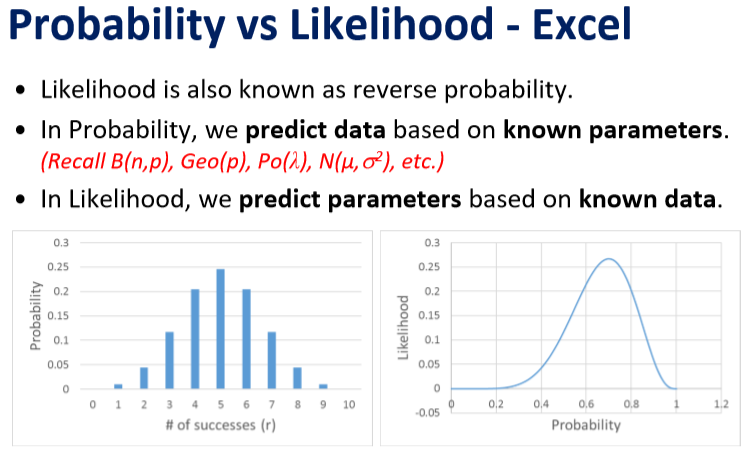 Probability vs Likelihood - Excel
• Likelihood is also known as reverse probability.
• In Probability, we predict data based on known parameters.
(Recall B(n,p), Geo(p), Po(λ), N(μ, σ²), etc.)
• In Likelihood, we predict parameters based on known data.
0.3
0.25
0.2
0.15
0.1
0.05
0
Probability
0 1 2 3 4 5 6 7 8 9 10
# of successes (r)
0.3
0.25
0.2
0.15
0.1
0.05
0
-0.05
Likelihood
0 0.2 0.4 0.6 0.8 1 1.2
Probability